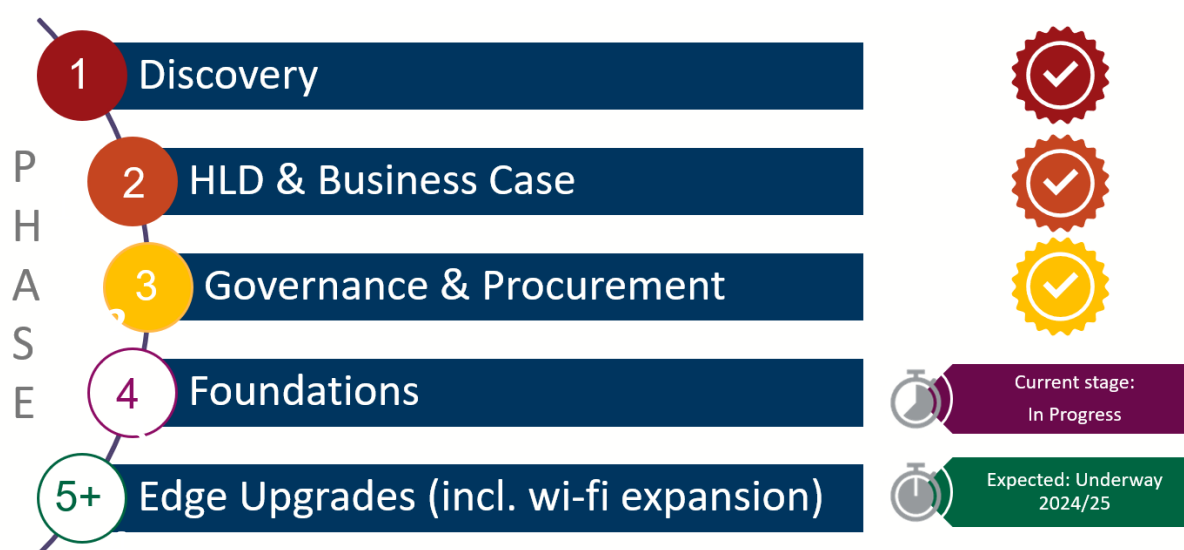 PHASE
1
Discovery
2
HLD & Business Case
3
Governance & Procurement
4
Foundations
Current stage:
In Progress
5+
Edge Upgrades (incl. wi-fi expansion)
Expected: Underway
2024/25